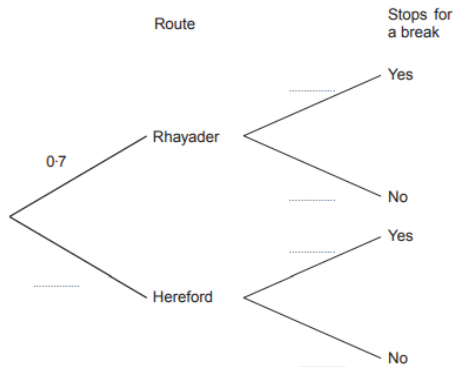 Route
Stops for
a break
Yes
Rhayader
0·7
No
Yes
Hereford
No